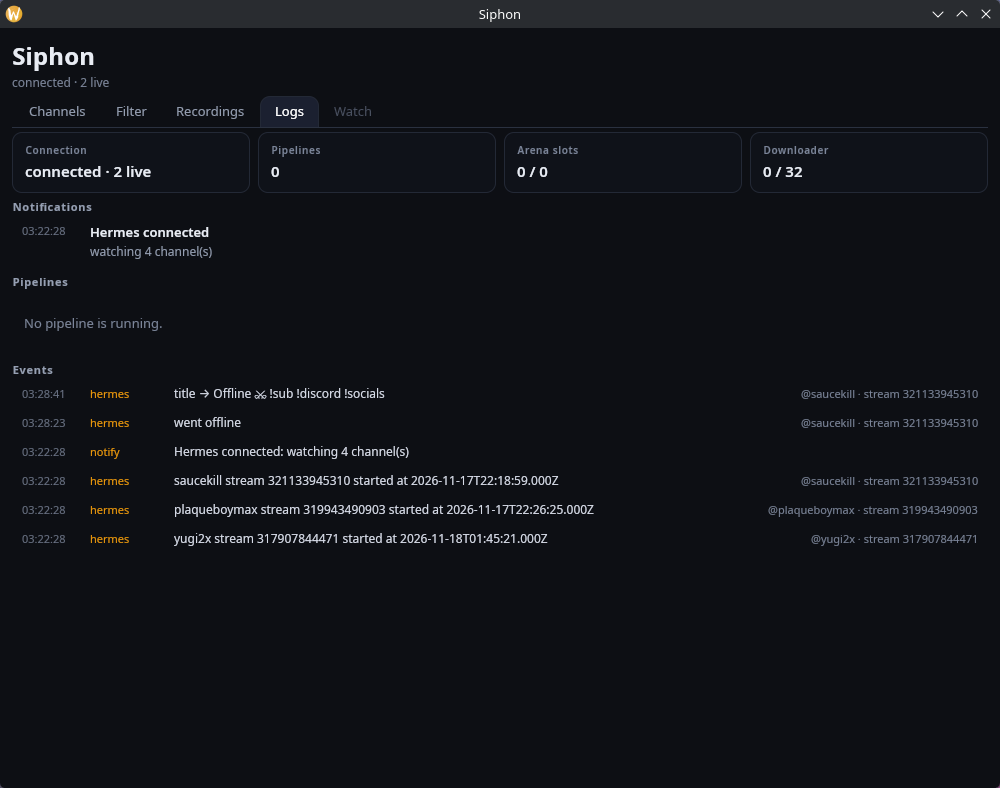 Siphon
Siphon
connected · 2 live
Channels Filter Recordings Logs Watch
Connection Pipelines Arena slots Downloader
connected · 2 live 0 0 / 0 0 / 32
Notifications
03:22:28 Hermes connected
watching 4 channel(s)
Pipelines
No pipeline is running.
Events
03:28:41 hermes title → Offline ⚔ !sub !discord !socials @saucekill · stream 321133945310
03:28:23 hermes went offline @saucekill · stream 321133945310
03:22:28 notify Hermes connected: watching 4 channel(s)
03:22:28 hermes saucekill stream 321133945310 started at 2026-11-17T22:18:59.000Z @saucekill · stream 321133945310
03:22:28 hermes plaqueboymax stream 319943490903 started at 2026-11-17T22:26:25.000Z @plaqueboymax · stream 319943490903
03:22:28 hermes yugi2x stream 317907844471 started at 2026-11-18T01:45:21.000Z @yugi2x · stream 317907844471